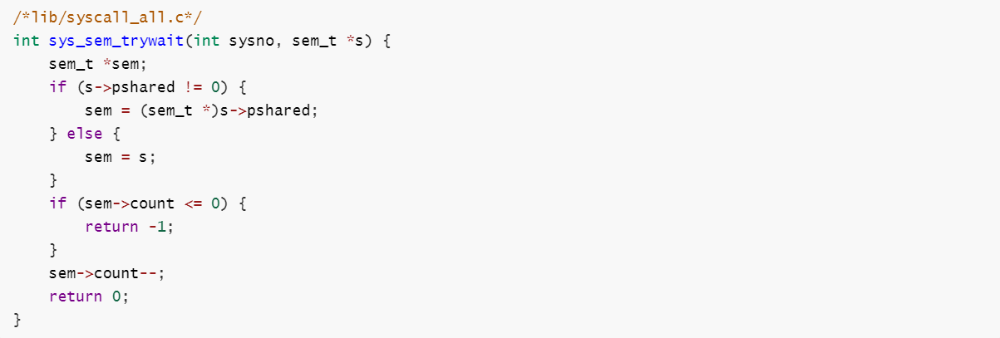 /*lib/syscall_all.c*/
int sys_sem_trywait(int sysno, sem_t *s) {
    sem_t *sem;
    if (s->pshared != 0) {
        sem = (sem_t *)s->pshared;
    } else {
        sem = s;
    }
    if (sem->count <= 0) {
        return -1;
    }
    sem->count--;
    return 0;
}